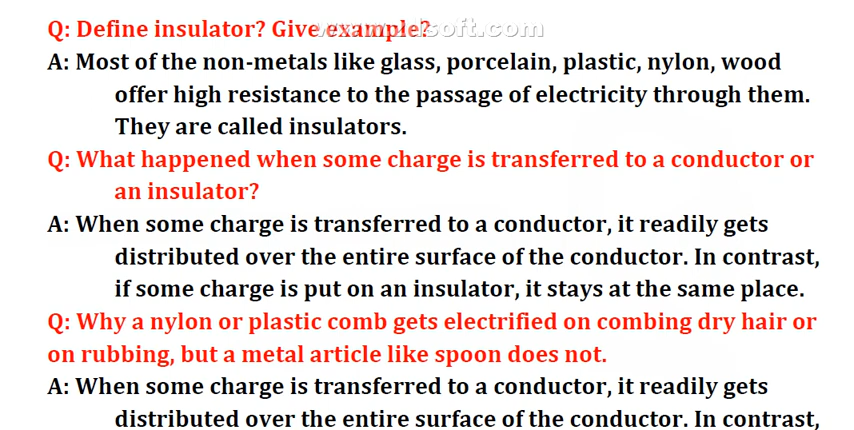 Q: Define insulator? Give example?
A: Most of the non-metals like glass, porcelain, plastic, nylon, wood
offer high resistance to the passage of electricity through them.
They are called insulators.
Q: What happened when some charge is transferred to a conductor or
an insulator?
A: When some charge is transferred to a conductor, it readily gets
distributed over the entire surface of the conductor. In contrast,
if some charge is put on an insulator, it stays at the same place.
Q: Why a nylon or plastic comb gets electrified on combing dry hair or
on rubbing, but a metal article like spoon does not.
A: When some charge is transferred to a conductor, it readily gets
distributed over the entire surface of the conductor. In contrast,